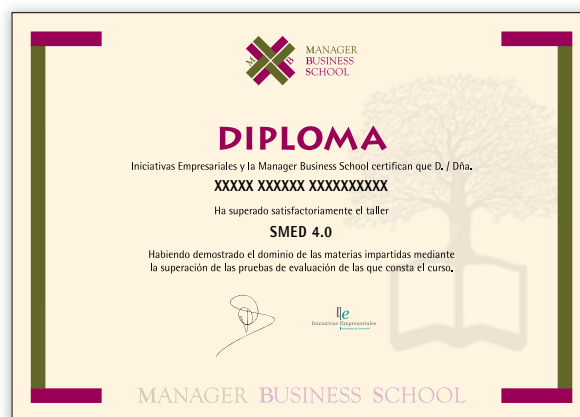 M B
MANAGER
BUSINESS
SCHOOL
DIPLOMA
Iniciativas Empresariales y la Manager Business School certifican que D. / Dña.
XXXXX XXXXXX XXXXXXXXXX
Ha superado satisfactoriamente el taller
SMED 4.0
Habiendo demostrado el dominio de las materias impartidas mediante
la superación de las pruebas de evaluación de las que consta el curso.
Ie
Iniciativas Empresariales
MANAGER BUSINESS SCHOOL